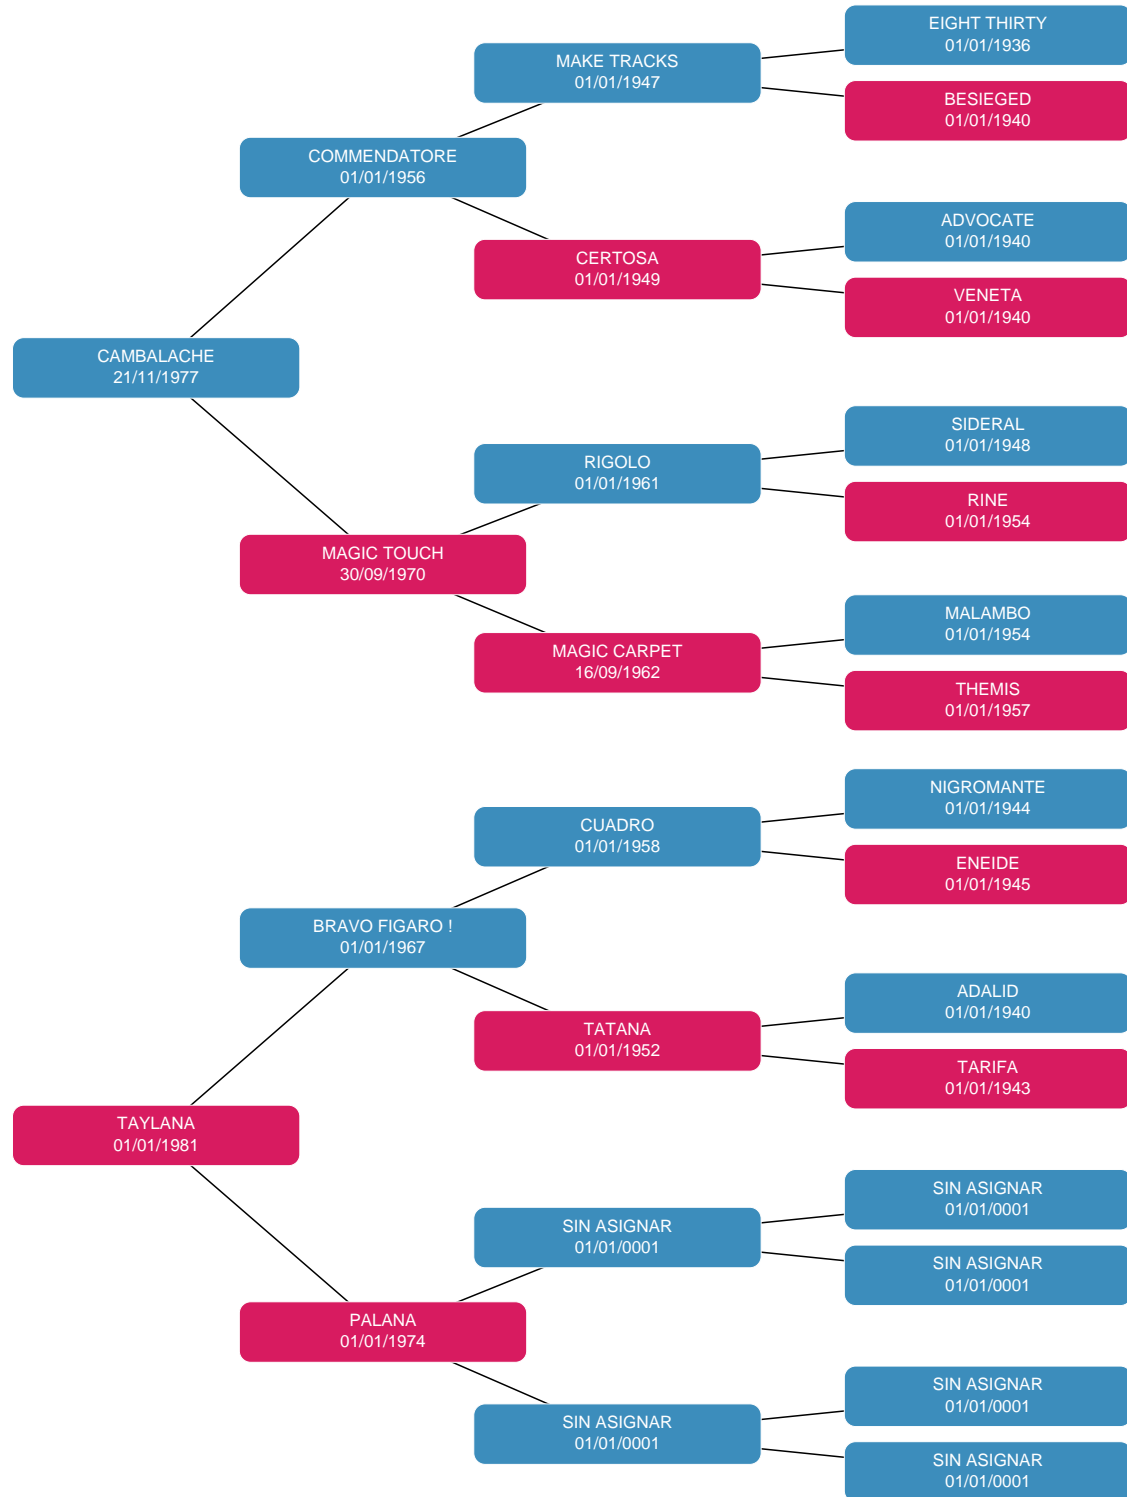 EIGHT THIRTY
01/01/1936
MAKE TRACKS
01/01/1947
BESIEGED
01/01/1940
COMMENDATORE
01/01/1956
ADVOCATE
01/01/1940
CERTOSA
01/01/1949
VENETA
01/01/1940
CAMBALACHE
21/11/1977
SIDERAL
01/01/1948
RIGOLO
01/01/1961
RINE
01/01/1954
MAGIC TOUCH
30/09/1970
MALAMBO
01/01/1954
MAGIC CARPET
16/09/1962
THEMIS
01/01/1957
NIGROMANTE
01/01/1944
CUADRO
01/01/1958
ENEIDE
01/01/1945
BRAVO FIGARO !
01/01/1967
ADALID
01/01/1940
TATANA
01/01/1952
TARIFA
01/01/1943
TAYLANA
01/01/1981
SIN ASIGNAR
01/01/0001
SIN ASIGNAR
01/01/0001
SIN ASIGNAR
01/01/0001
PALANA
01/01/1974
SIN ASIGNAR
01/01/0001
SIN ASIGNAR
01/01/0001
SIN ASIGNAR
01/01/0001